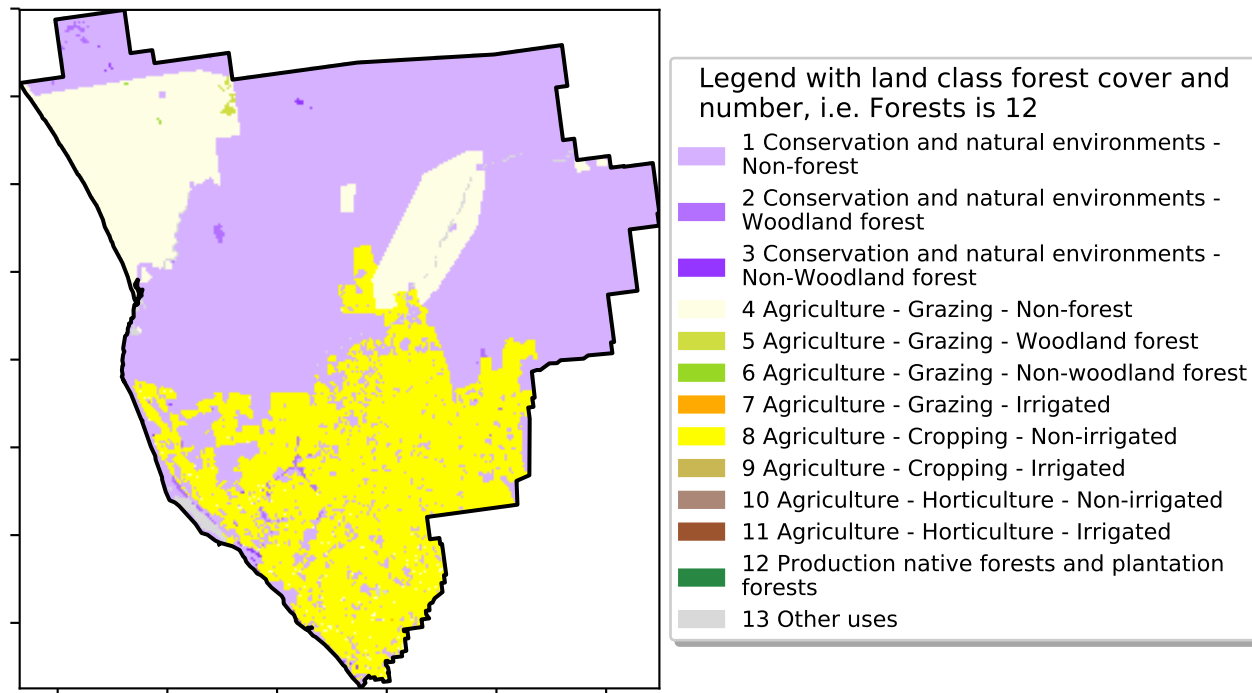 Legend with land class forest cover and
number, i.e. Forests is 12
1 Conservation and natural environments -
Non-forest
2 Conservation and natural environments -
Woodland forest
3 Conservation and natural environments -
Non-Woodland forest
4 Agriculture - Grazing - Non-forest
5 Agriculture - Grazing - Woodland forest
6 Agriculture - Grazing - Non-woodland forest
7 Agriculture - Grazing - Irrigated
8 Agriculture - Cropping - Non-irrigated
9 Agriculture - Cropping - Irrigated
10 Agriculture - Horticulture - Non-irrigated
11 Agriculture - Horticulture - Irrigated
12 Production native forests and plantation
forests
13 Other uses